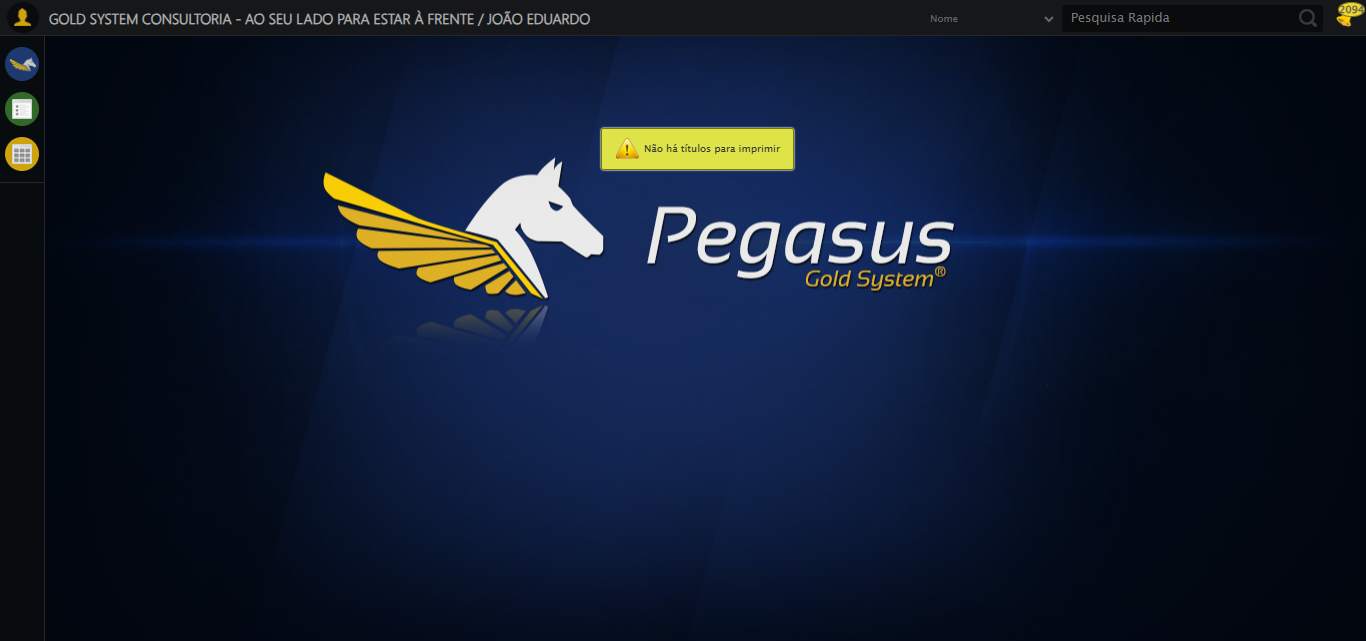 GOLD SYSTEM CONSULTORIA - AO SEU LADO PARA ESTAR À FRENTE / JOÃO EDUARDO
Nome
Pesquisa Rapida
2094
Não há títulos para imprimir
Pegasus
Gold System®